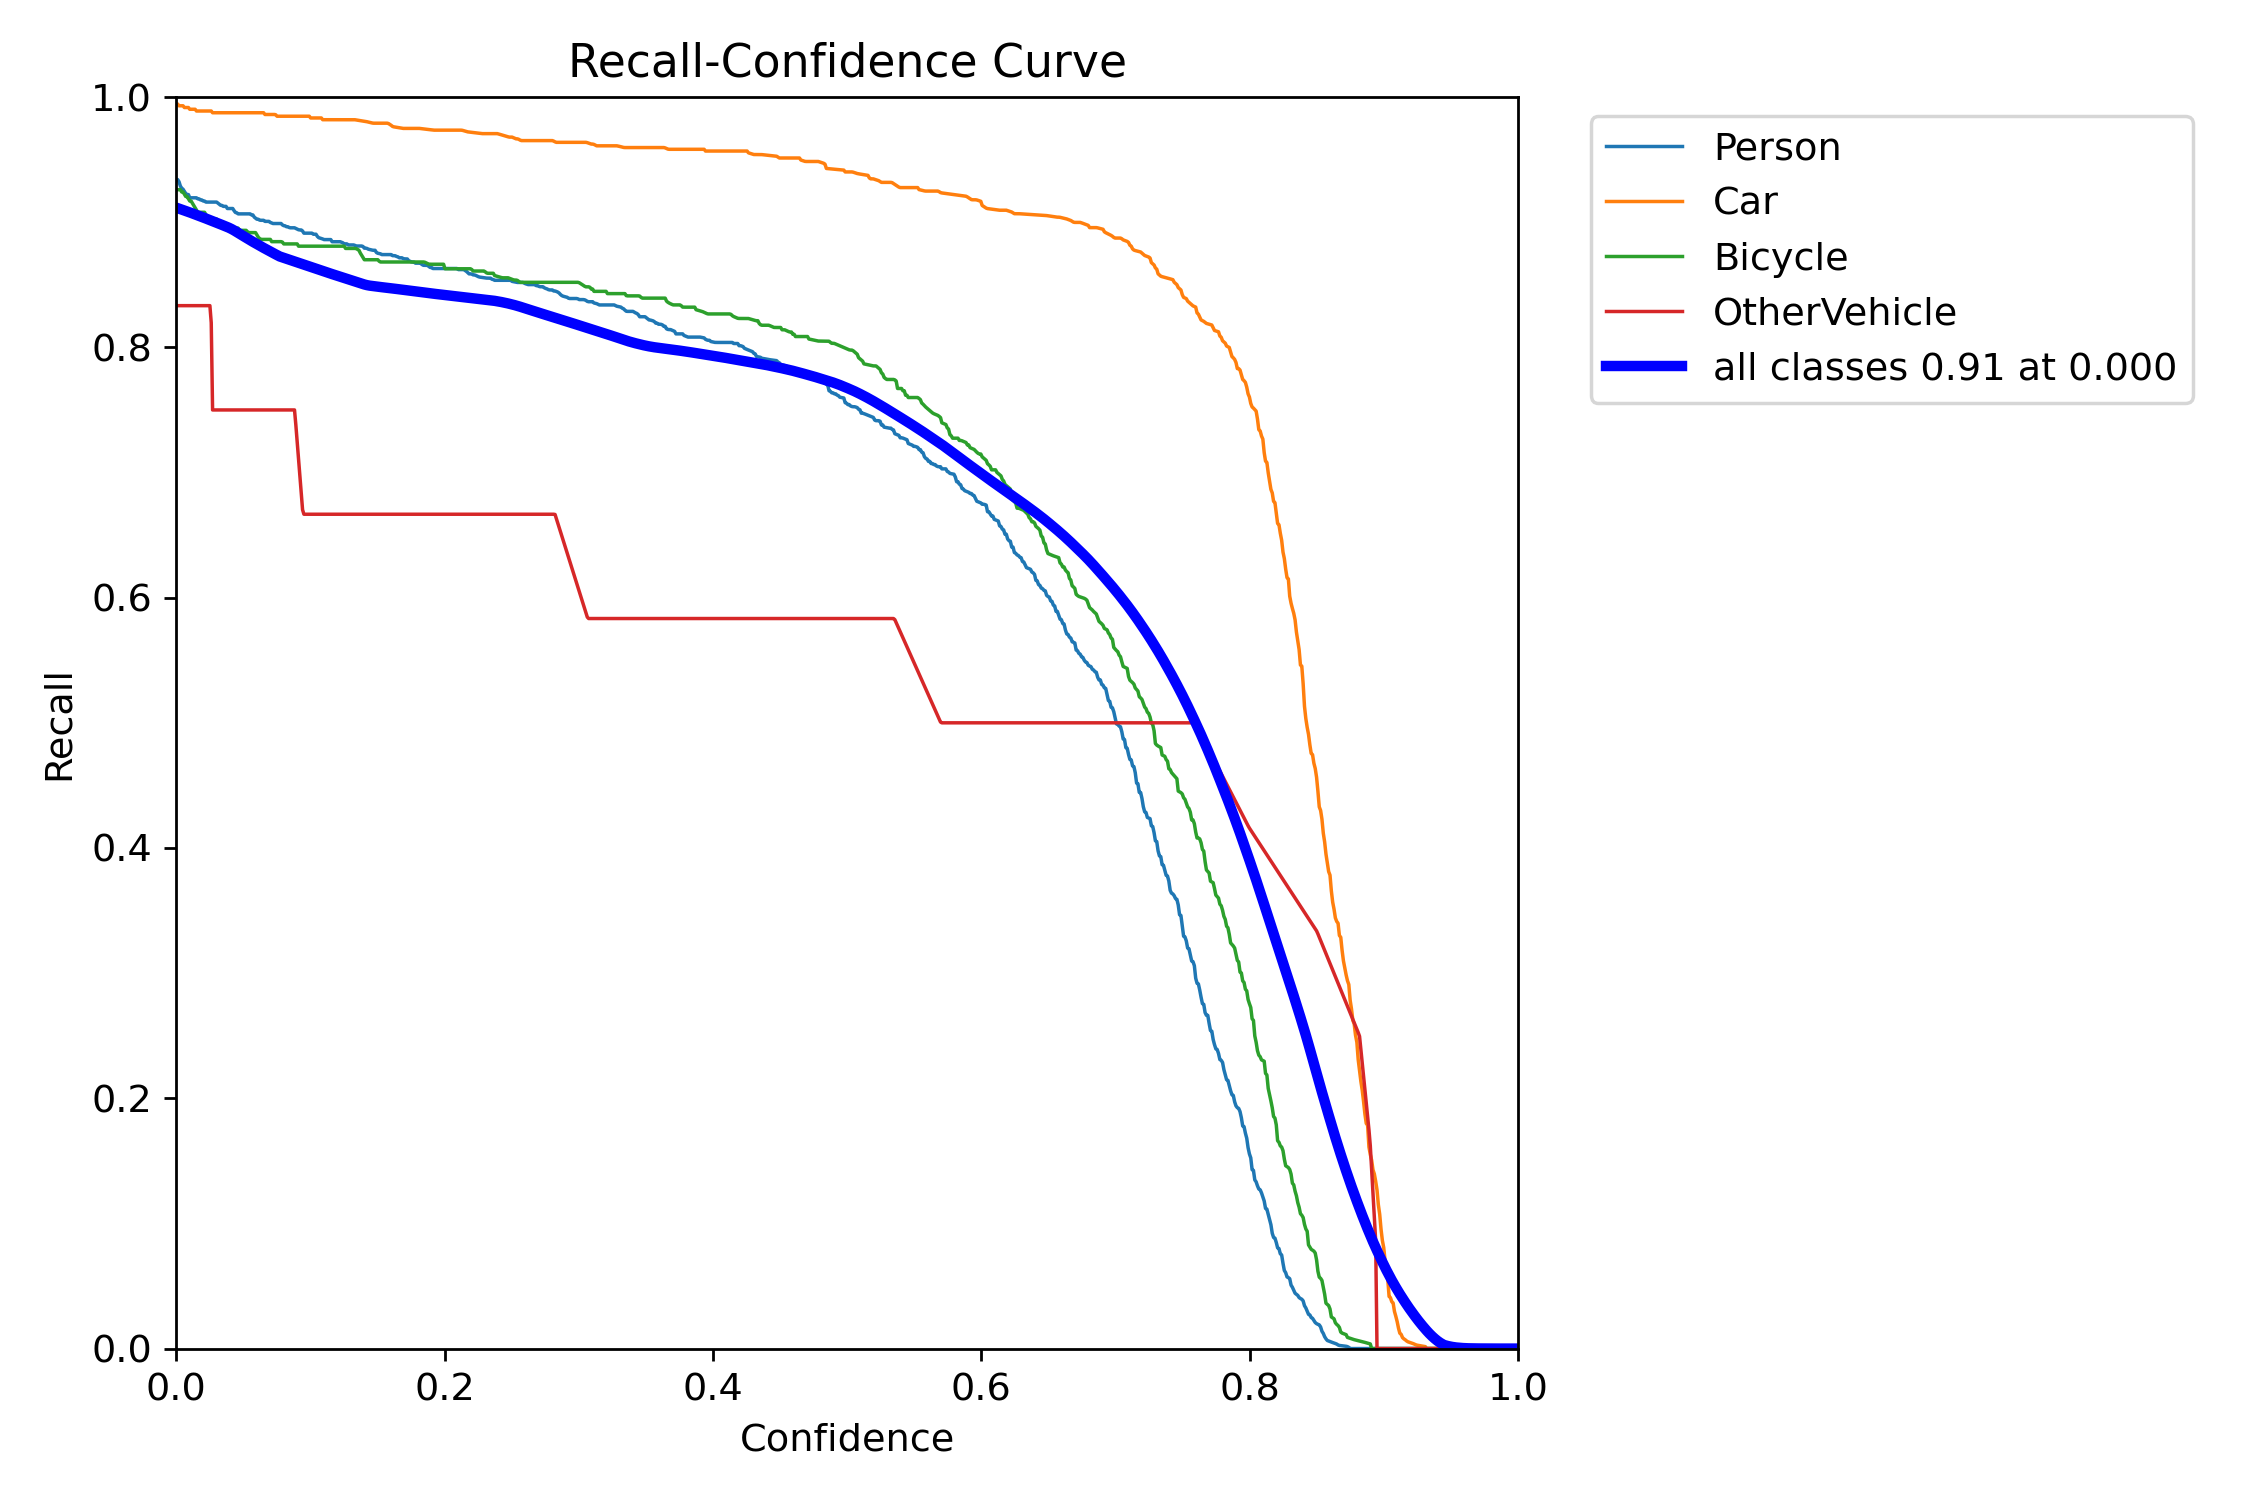 Recall-Confidence Curve
1.0
0.8
0.6
0.4
0.2
0.0
Recall
0.0 0.2 0.4 0.6 0.8 1.0
Confidence
Person
Car
Bicycle
OtherVehicle
all classes 0.91 at 0.000